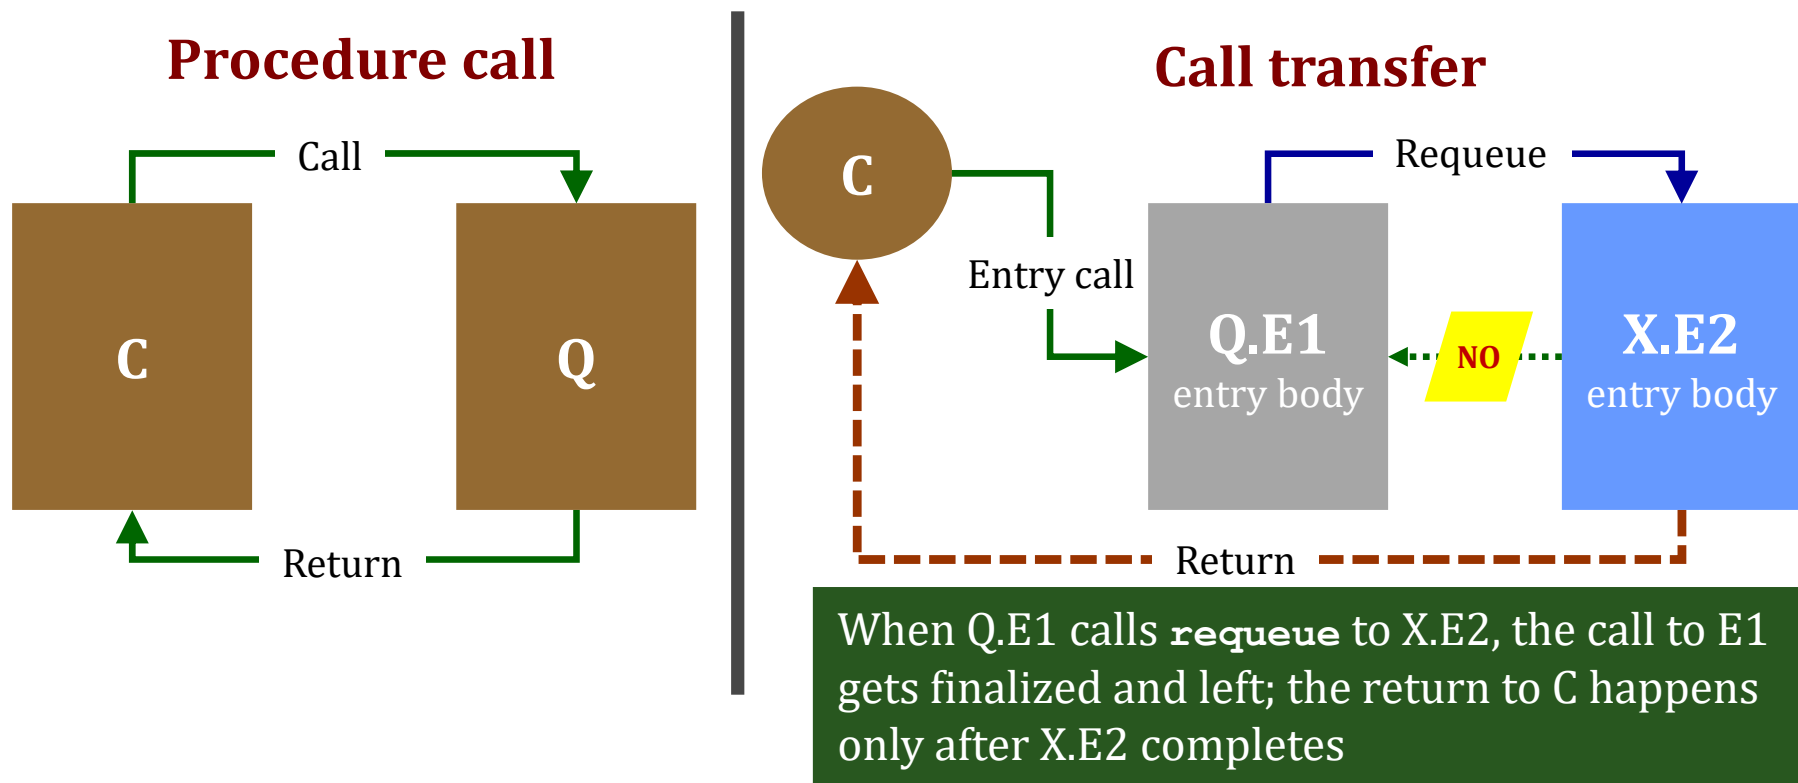 Procedure call
Call
C
Q
Return
Call transfer
C
Requeue
Entry call
Q.E1
entry body
NO
X.E2
entry body
Return
When Q.E1 calls requeue to X.E2, the call to E1
gets finalized and left; the return to C happens
only after X.E2 completes